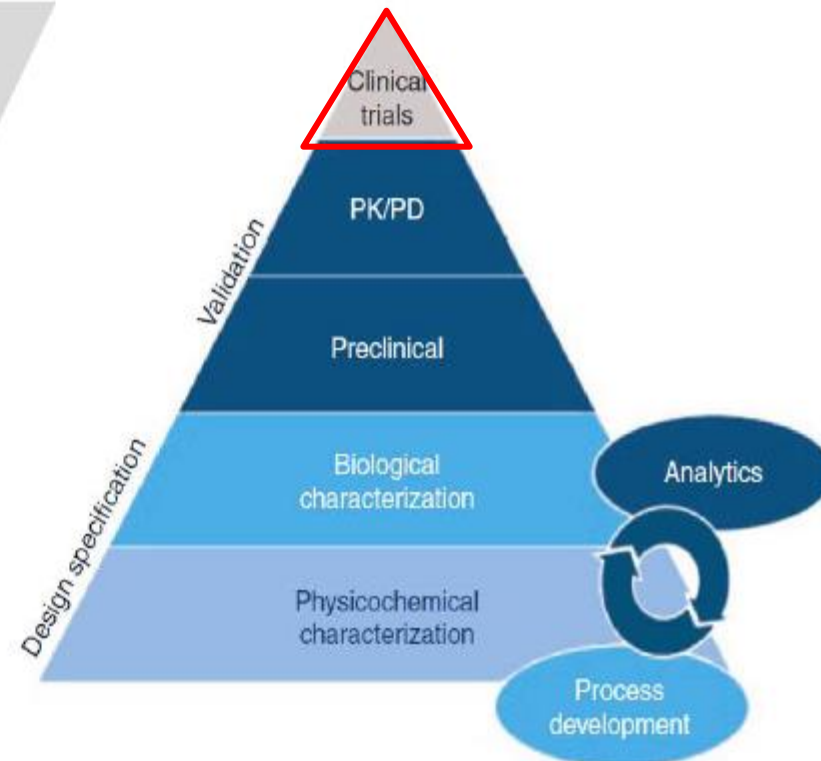 Clinical
trials
PK/PD
Validation
Preclinical
Biological
characterization
Analytics
Design specification
Physicochemical
characterization
Process
development